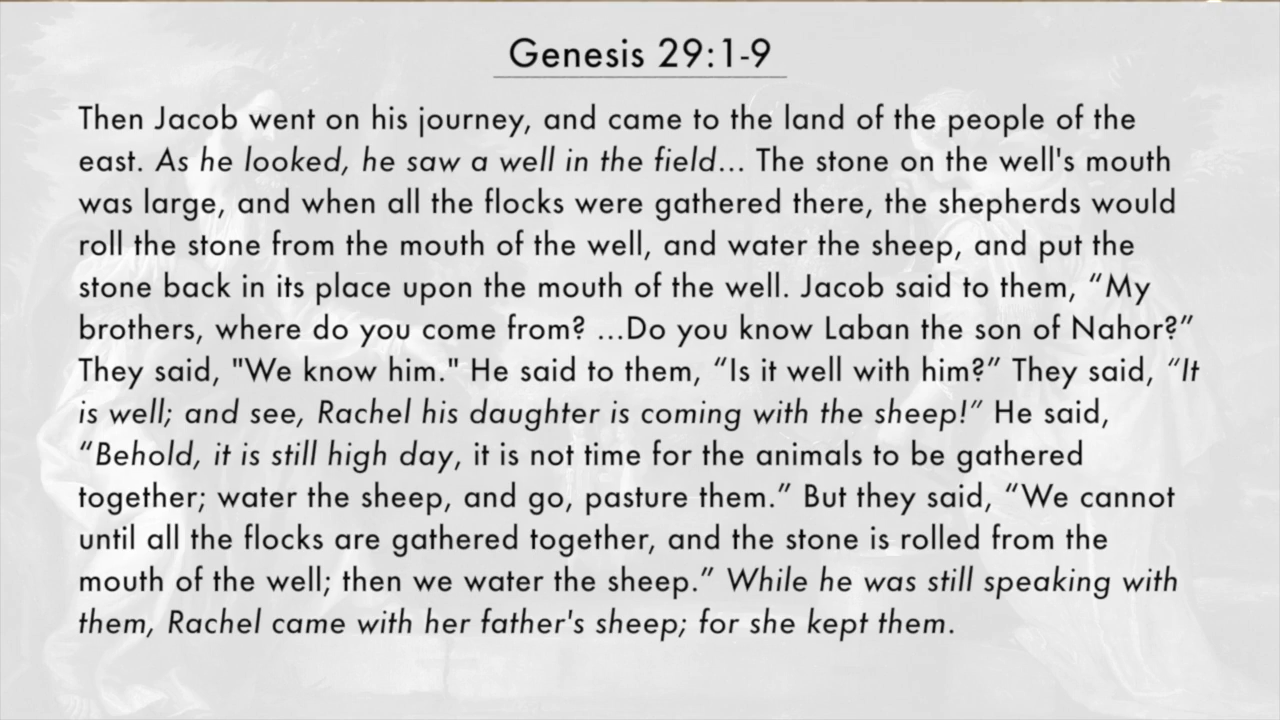 Genesis 29:1-9
Then Jacob went on his journey, and came to the land of the people of the
east. As he looked, he saw a well in the field... The stone on the well's mouth
was large, and when all the flocks were gathered there, the shepherds would
roll the stone from the mouth of the well, and water the sheep, and put the
stone back in its place upon the mouth of the well. Jacob said to them, “My
brothers, where do you come from? ...Do you know Laban the son of Nahor?”
They said, "We know him." He said to them, “Is it well with him?” They said, “It
is well; and see, Rachel his daughter is coming with the sheep!” He said,
“Behold, it is still high day, it is not time for the animals to be gathered
together; water the sheep, and go, pasture them.” But they said, “We cannot
until all the flocks are gathered together, and the stone is rolled from the
mouth of the well; then we water the sheep.” While he was still speaking with
them, Rachel came with her father's sheep; for she kept them.